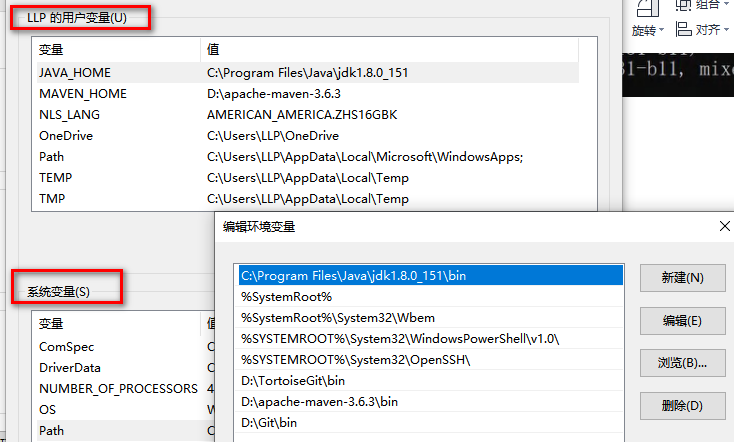 组合
旋转
对齐
31-b11,
31-b11, mixe
LLP 的用户变量(U)
变量 值
JAVA_HOME C:\Program Files\Java\jdk1.8.0_151
MAVEN_HOME D:\apache-maven-3.6.3
NLS_LANG AMERICAN_AMERICA.ZHS16GBK
OneDrive C:\Users\LLP\OneDrive
Path C:\Users\LLP\AppData\Local\Microsoft\WindowsApps;
TEMP C:\Users\LLP\AppData\Local\Temp
TMP C:\Users\LLP\AppData\Local\Temp
系统变量(S)
变量
ComSpec
DriverData
NUMBER_OF_PROCESSORS 4
OS
Path
编辑环境变量
C:\Program Files\Java\jdk1.8.0_151\bin
%SystemRoot%
%SystemRoot%\System32\Wbem
%SYSTEMROOT%\System32\WindowsPowerShell\v1.0\
%SYSTEMROOT%\System32\OpenSSH\
D:\TortoiseGit\bin
D:\apache-maven-3.6.3\bin
D:\Git\bin
新建(N)
编辑(E)
浏览(B)...
删除(D)